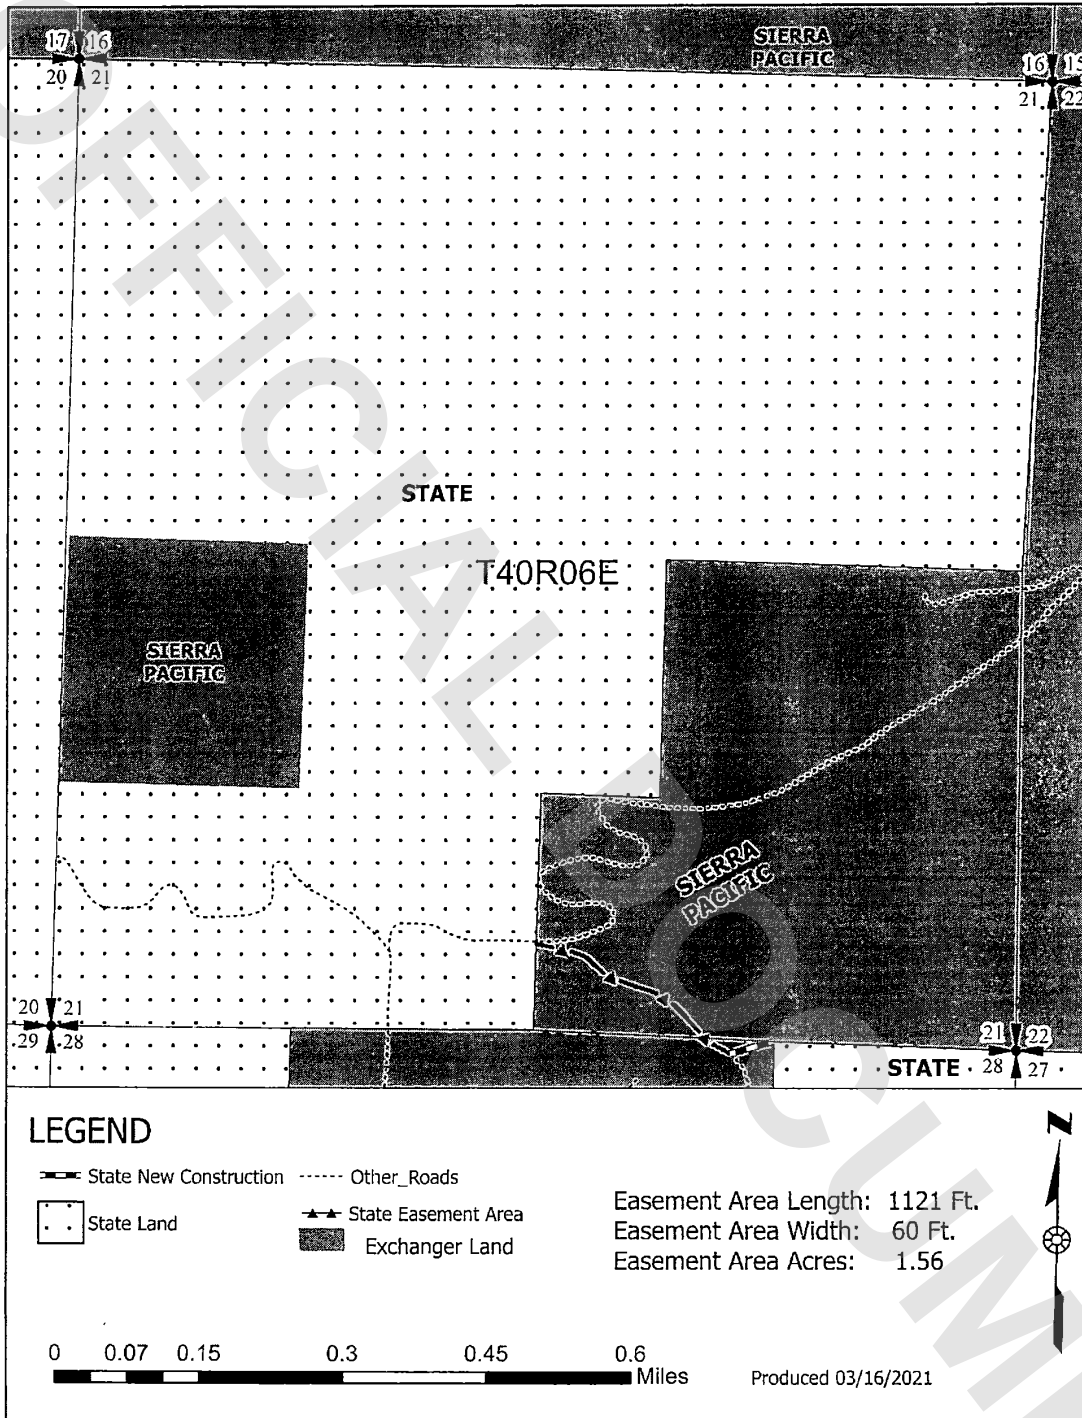 SIERRA
PACIFIC
17 16
20 21
16 15
21 22
STATE
T40R06E
SIERRA
PACIFIC
SIERRA
PACIFIC
20 21
29 28
21 22
28 27
STATE
LEGEND
State New Construction
Other_Roads
State Land
State Easement Area
Exchanger Land
Easement Area Length: 1121 Ft.
Easement Area Width: 60 Ft.
Easement Area Acres: 1.56
N
0 0.07 0.15 0.3 0.45 0.6
Miles
Produced 03/16/2021
OFFICIAL DOCUM